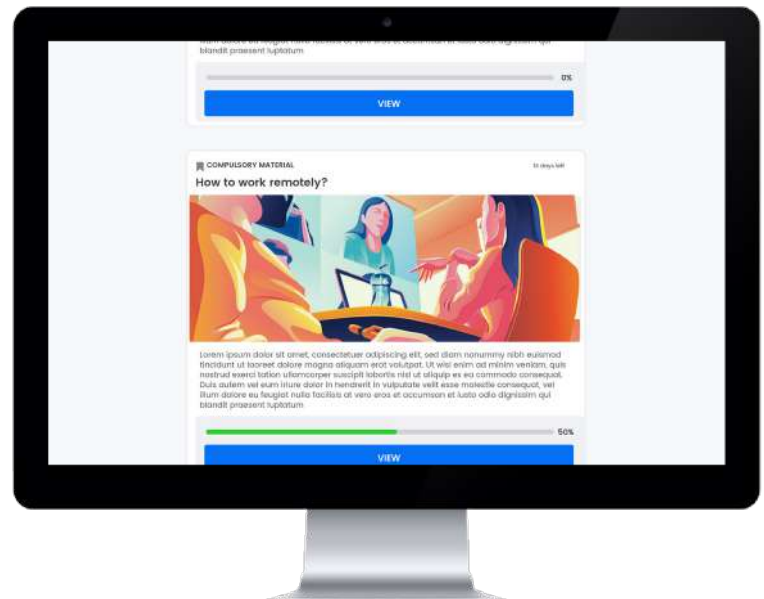 blandit praesent luptatum
0%
VIEW
COMPULSORY MATERIAL
days left
How to work remotely?
Lorem ipsum dolor sit amet, consectetuer adipiscing elit, sed diam nonummy nibh euismod
tincidunt ut laoreet dolore magna aliquam erat volutpat. Ut wisi enim ad minim veniam, quis
nostrud exerci tation ullamcorper suscipit lobortis nisl ut aliquip ex ea commodo consequat.
Duis autem vel eum iriure dolor in hendrerit in vulputate velit esse molestie consequat, vel
illum dolore eu feugiat nulla facilisis at vero eros et accumsan et iusto odio dignissim qui
blandit praesent luptatum
50%
VIEW